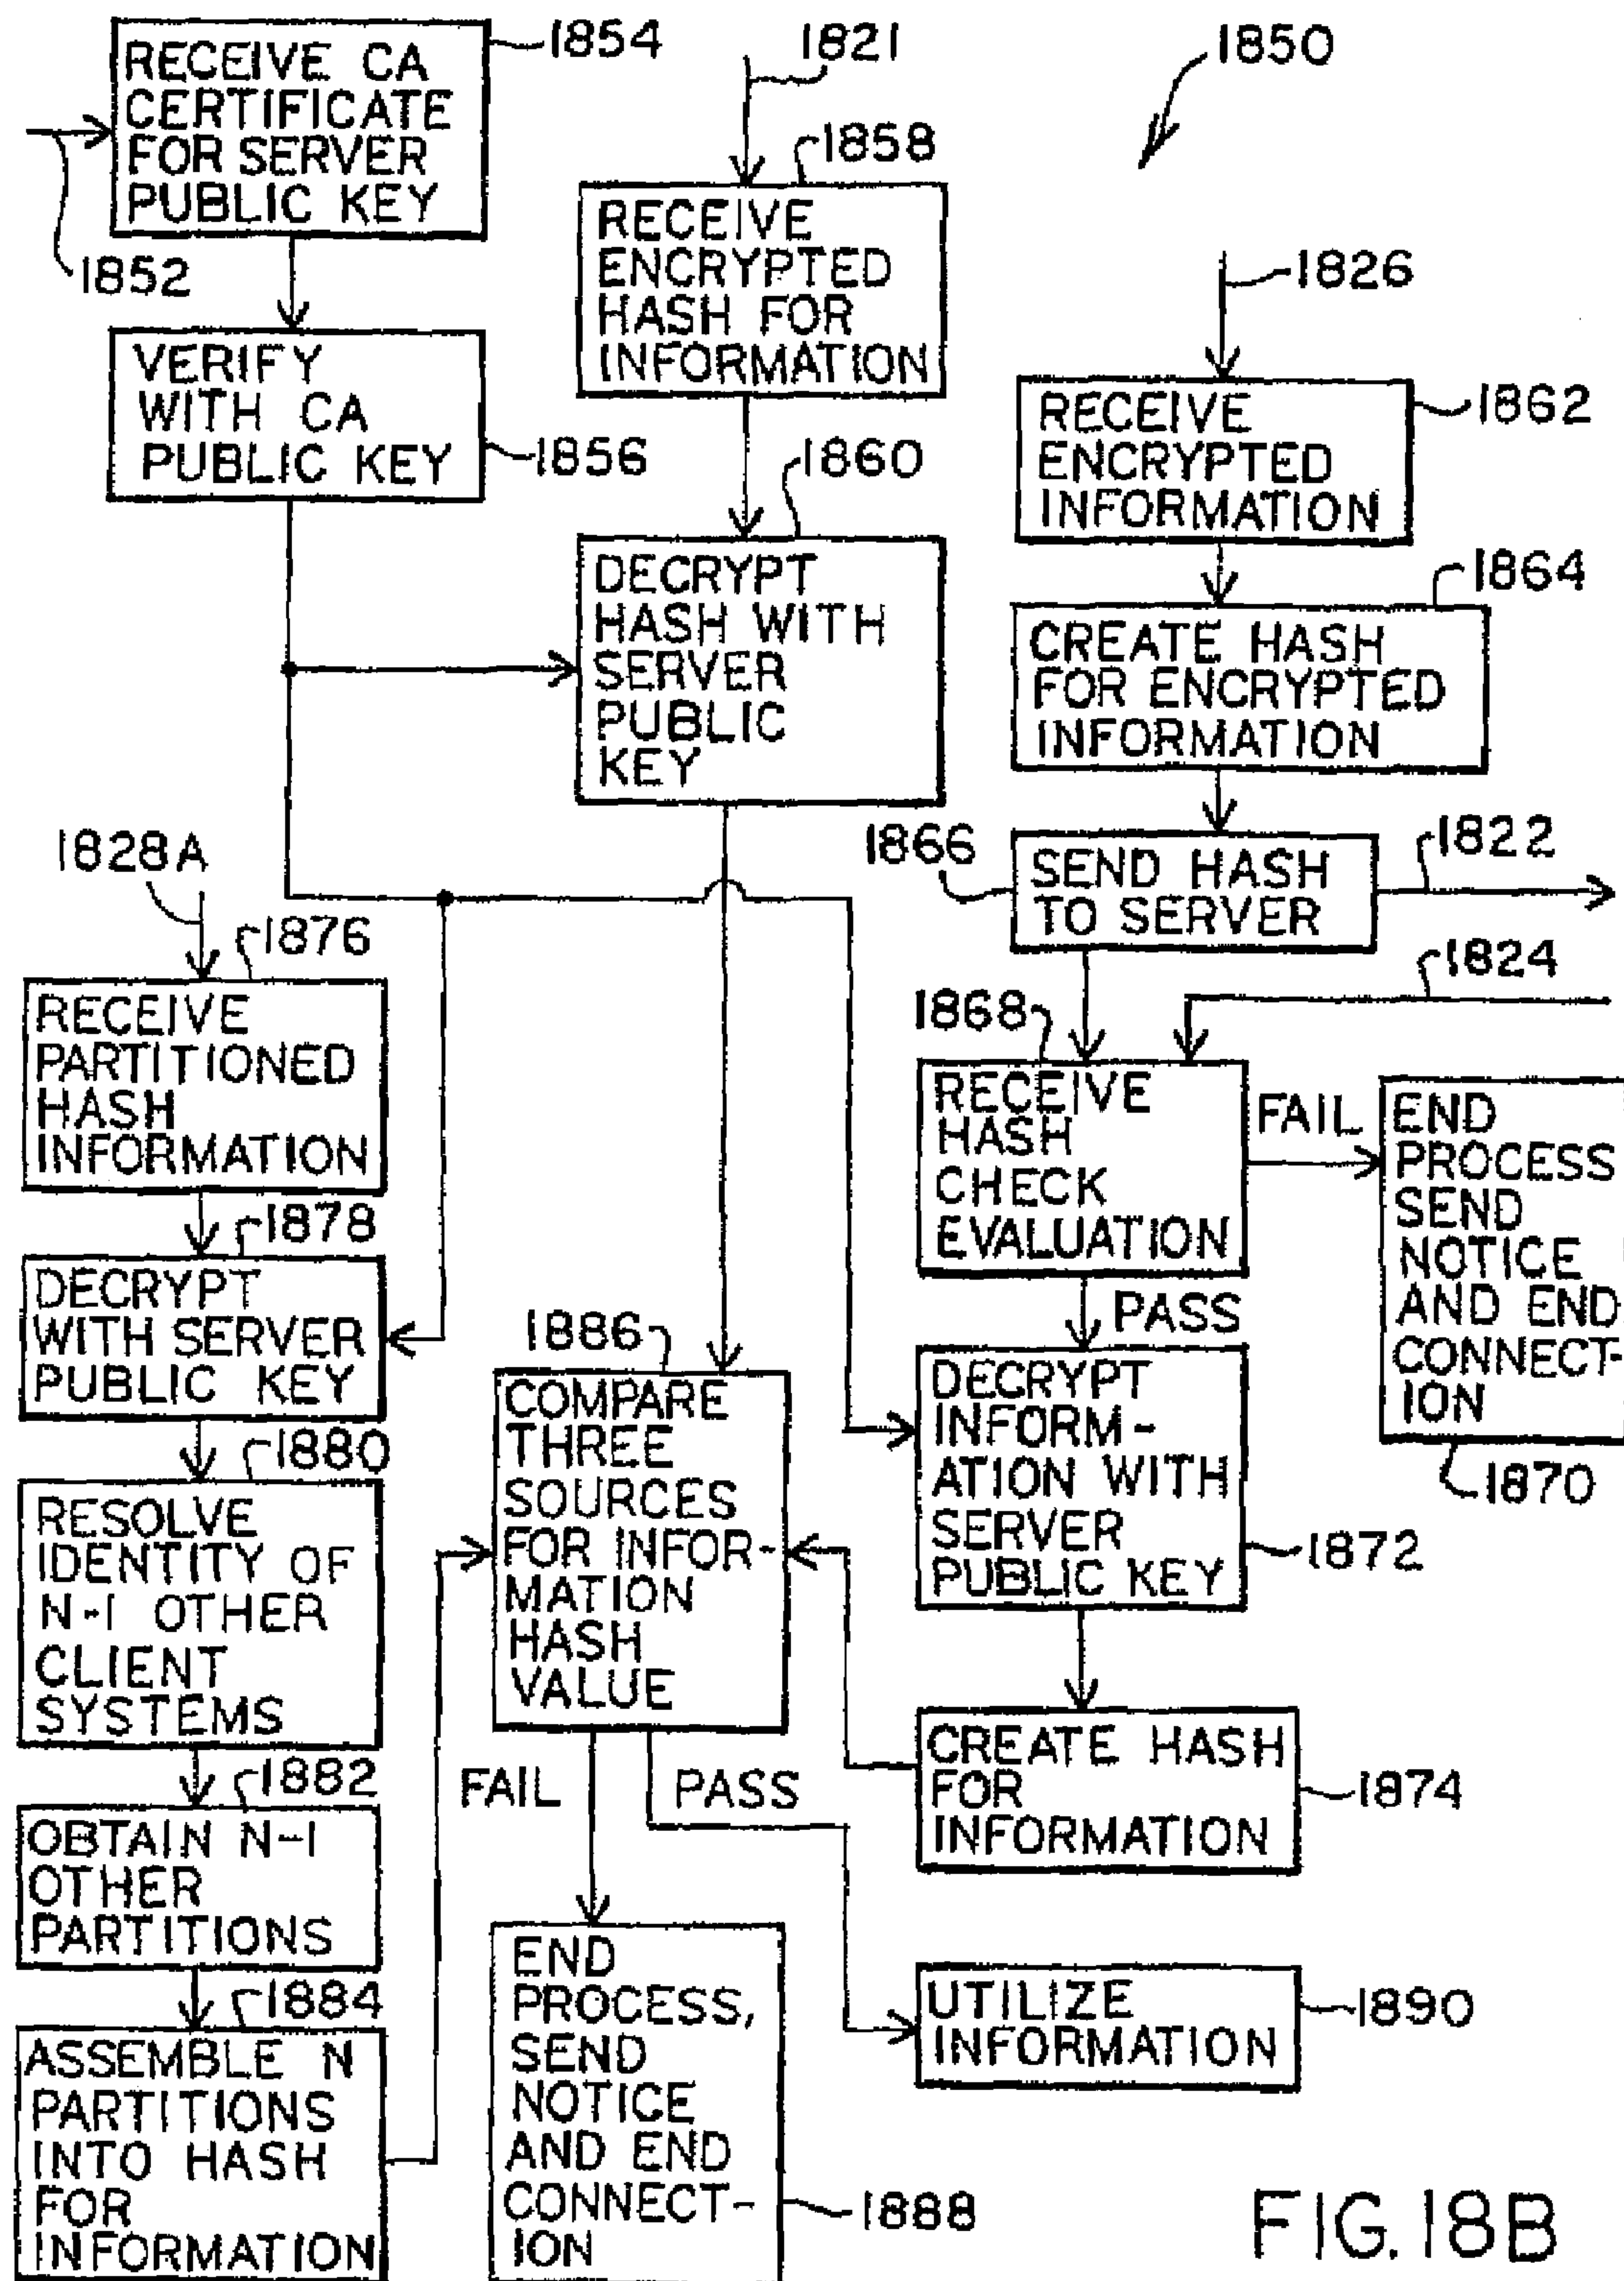 1854
RECEIVE CA
CERTIFICATE
FOR SERVER
PUBLIC KEY
1852
VERIFY
WITH CA
PUBLIC KEY
1856
1821
1858
RECEIVE
ENCRYPTED
HASH FOR
INFORMATION
1860
DECRYPT
HASH WITH
SERVER
PUBLIC
KEY
1850
1826
RECEIVE
ENCRYPTED
INFORMATION
1862
1864
CREATE HASH
FOR ENCRYPTED
INFORMATION
1866
SEND HASH
TO SERVER
1822
1824
1868
RECEIVE
HASH
CHECK
EVALUATION
FAIL
END
PROCESS
SEND
NOTICE
AND END
CONNECT-
ION
1870
PASS
DECRYPT
INFORM-
ATION WITH
SERVER
PUBLIC KEY
1872
CREATE HASH
FOR
INFORMATION
1874
1828A
1876
RECEIVE
PARTITIONED
HASH
INFORMATION
1878
DECRYPT
WITH SERVER
PUBLIC KEY
1880
RESOLVE
IDENTITY OF
N-1 OTHER
CLIENT
SYSTEMS
1882
OBTAIN N-1
OTHER
PARTITIONS
1884
ASSEMBLE N
PARTITIONS
INTO HASH
FOR
INFORMATION
1886
COMPARE
THREE
SOURCES
FOR INFOR-
MATION
HASH
VALUE
FAIL
PASS
END
PROCESS,
SEND
NOTICE
AND END
CONNECT-
ION
1888
UTILIZE
INFORMATION
1890
FIG. 18B